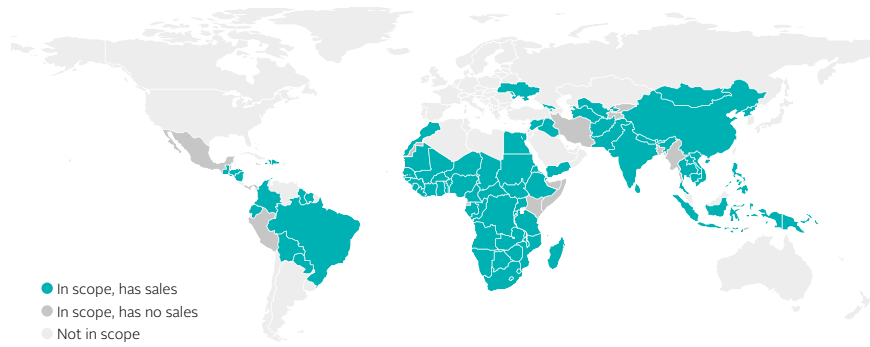 In scope, has sales
In scope, has no sales
Not in scope